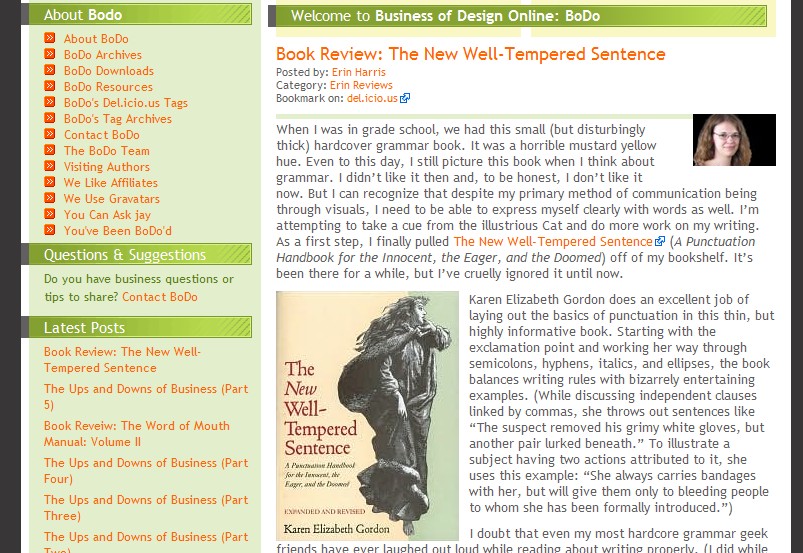 About Bodo
About BoDo
BoDo Archives
BoDo Downloads
BoDo Resources
BoDo's Del.icio.us Tags
BoDo's Tag Archives
Contact BoDo
The BoDo Team
Visiting Authors
We Like Affiliates
We Use Gravatars
You Can Ask jay
You've Been BoDo'd
Questions & Suggestions
Do you have business questions or
tips to share? Contact BoDo
Latest Posts
Book Review: The New Well-
Tempered Sentence
The Ups and Downs of Business (Part
5)
Book Reveiw: The Word of Mouth
Manual: Volume II
The Ups and Downs of Business (Part
Four)
The Ups and Downs of Business (Part
Three)
The Ups and Downs of Business (Part
Two)
Welcome to Business of Design Online: BoDo
Book Review: The New Well-Tempered Sentence
Posted by: Erin Harris
Category: Erin Reviews
Bookmark on: del.icio.us
When I was in grade school, we had this small (but disturbingly
thick) hardcover grammar book. It was a horrible mustard yellow
hue. Even to this day, I still picture this book when I think about
grammar. I didn't like it then and, to be honest, I don't like it
now. But I can recognize that despite my primary method of communication being
through visuals, I need to be able to express myself clearly with words as well. I'm
attempting to take a cue from the illustrious Cat and do more work on my writing.
As a first step, I finally pulled The New Well-Tempered Sentence (A Punctuation
Handbook for the Innocent, the Eager, and the Doomed) off of my bookshelf. It's
been there for a while, but I've cruelly ignored it until now.
The
New
Well-
Tempered
Sentence
A Punctuation Handbook
for the Innocent, the
Eager, and the Doomed
EXPANDED AND REVISED
Karen Elizabeth Gordon
Karen Elizabeth Gordon does an excellent job of
laying out the basics of punctuation in this thin, but
highly informative book. Starting with the
exclamation point and working her way through
semicolons, hyphens, italics, and ellipses, the book
balances writing rules with bizarrely entertaining
examples. (While discussing independent clauses
linked by commas, she throws out sentences like
"The suspect removed his grimy white gloves, but
another pair lurked beneath." To illustrate a
subject having two actions attributed to it, she
uses this example: "She always carries bandages
with her, but will give them only to bleeding people
to whom she has been formally introduced.")
I doubt that even my most hardcore grammar geek
friends have ever laughed out loud while reading about writing properly. (I did while